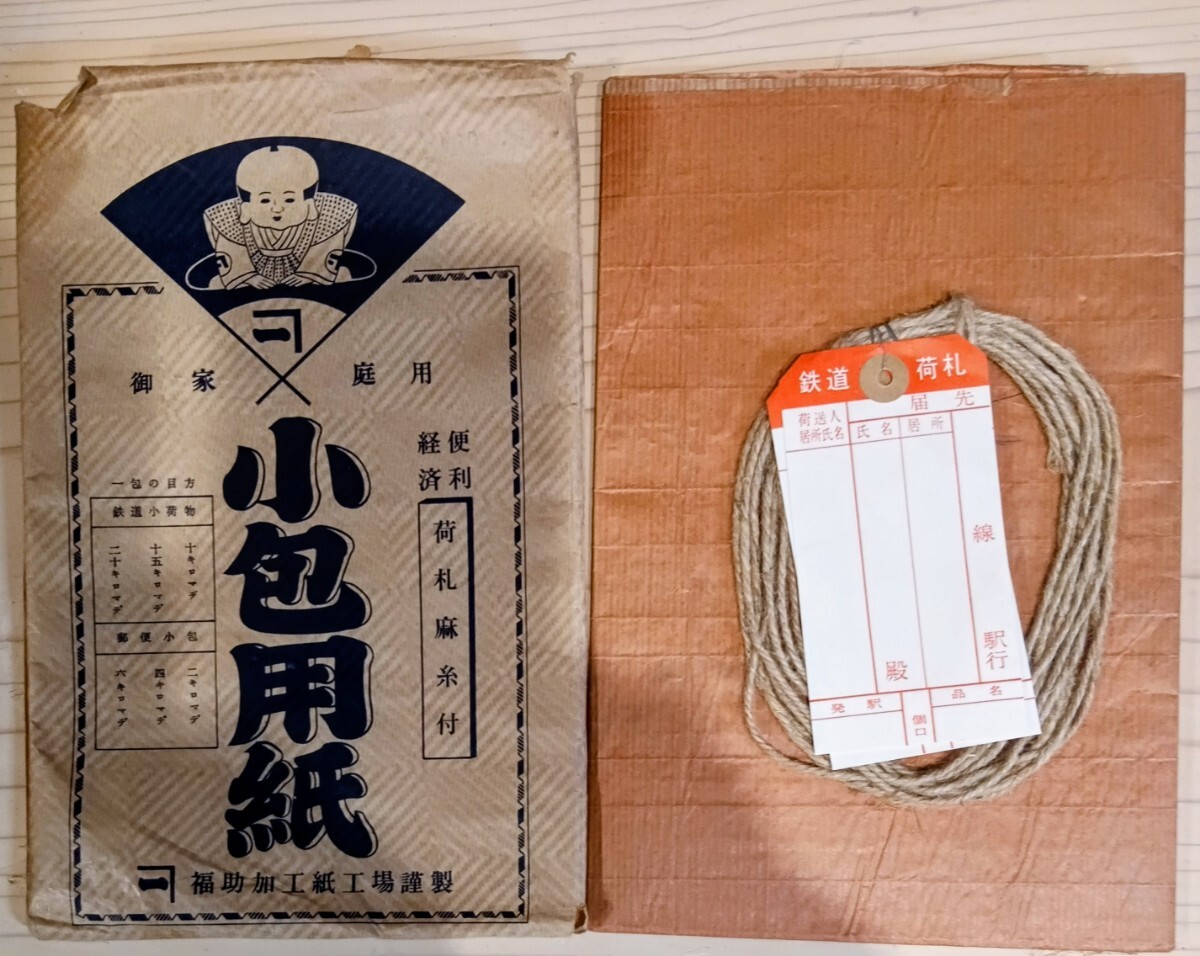 御家庭用
小包用紙
便利
経済
荷札麻糸付
一包の目方
鉄道小荷物
十キロマデ
十五キロマデ
二十キロマデ
郵便小包
二キロマデ
四キロマデ
六キロマデ
福助加工紙工場謹製
鉄道荷札
届先
線
駅行
居所
氏名
殿
荷送人
居所氏名
品名
個口
発駅